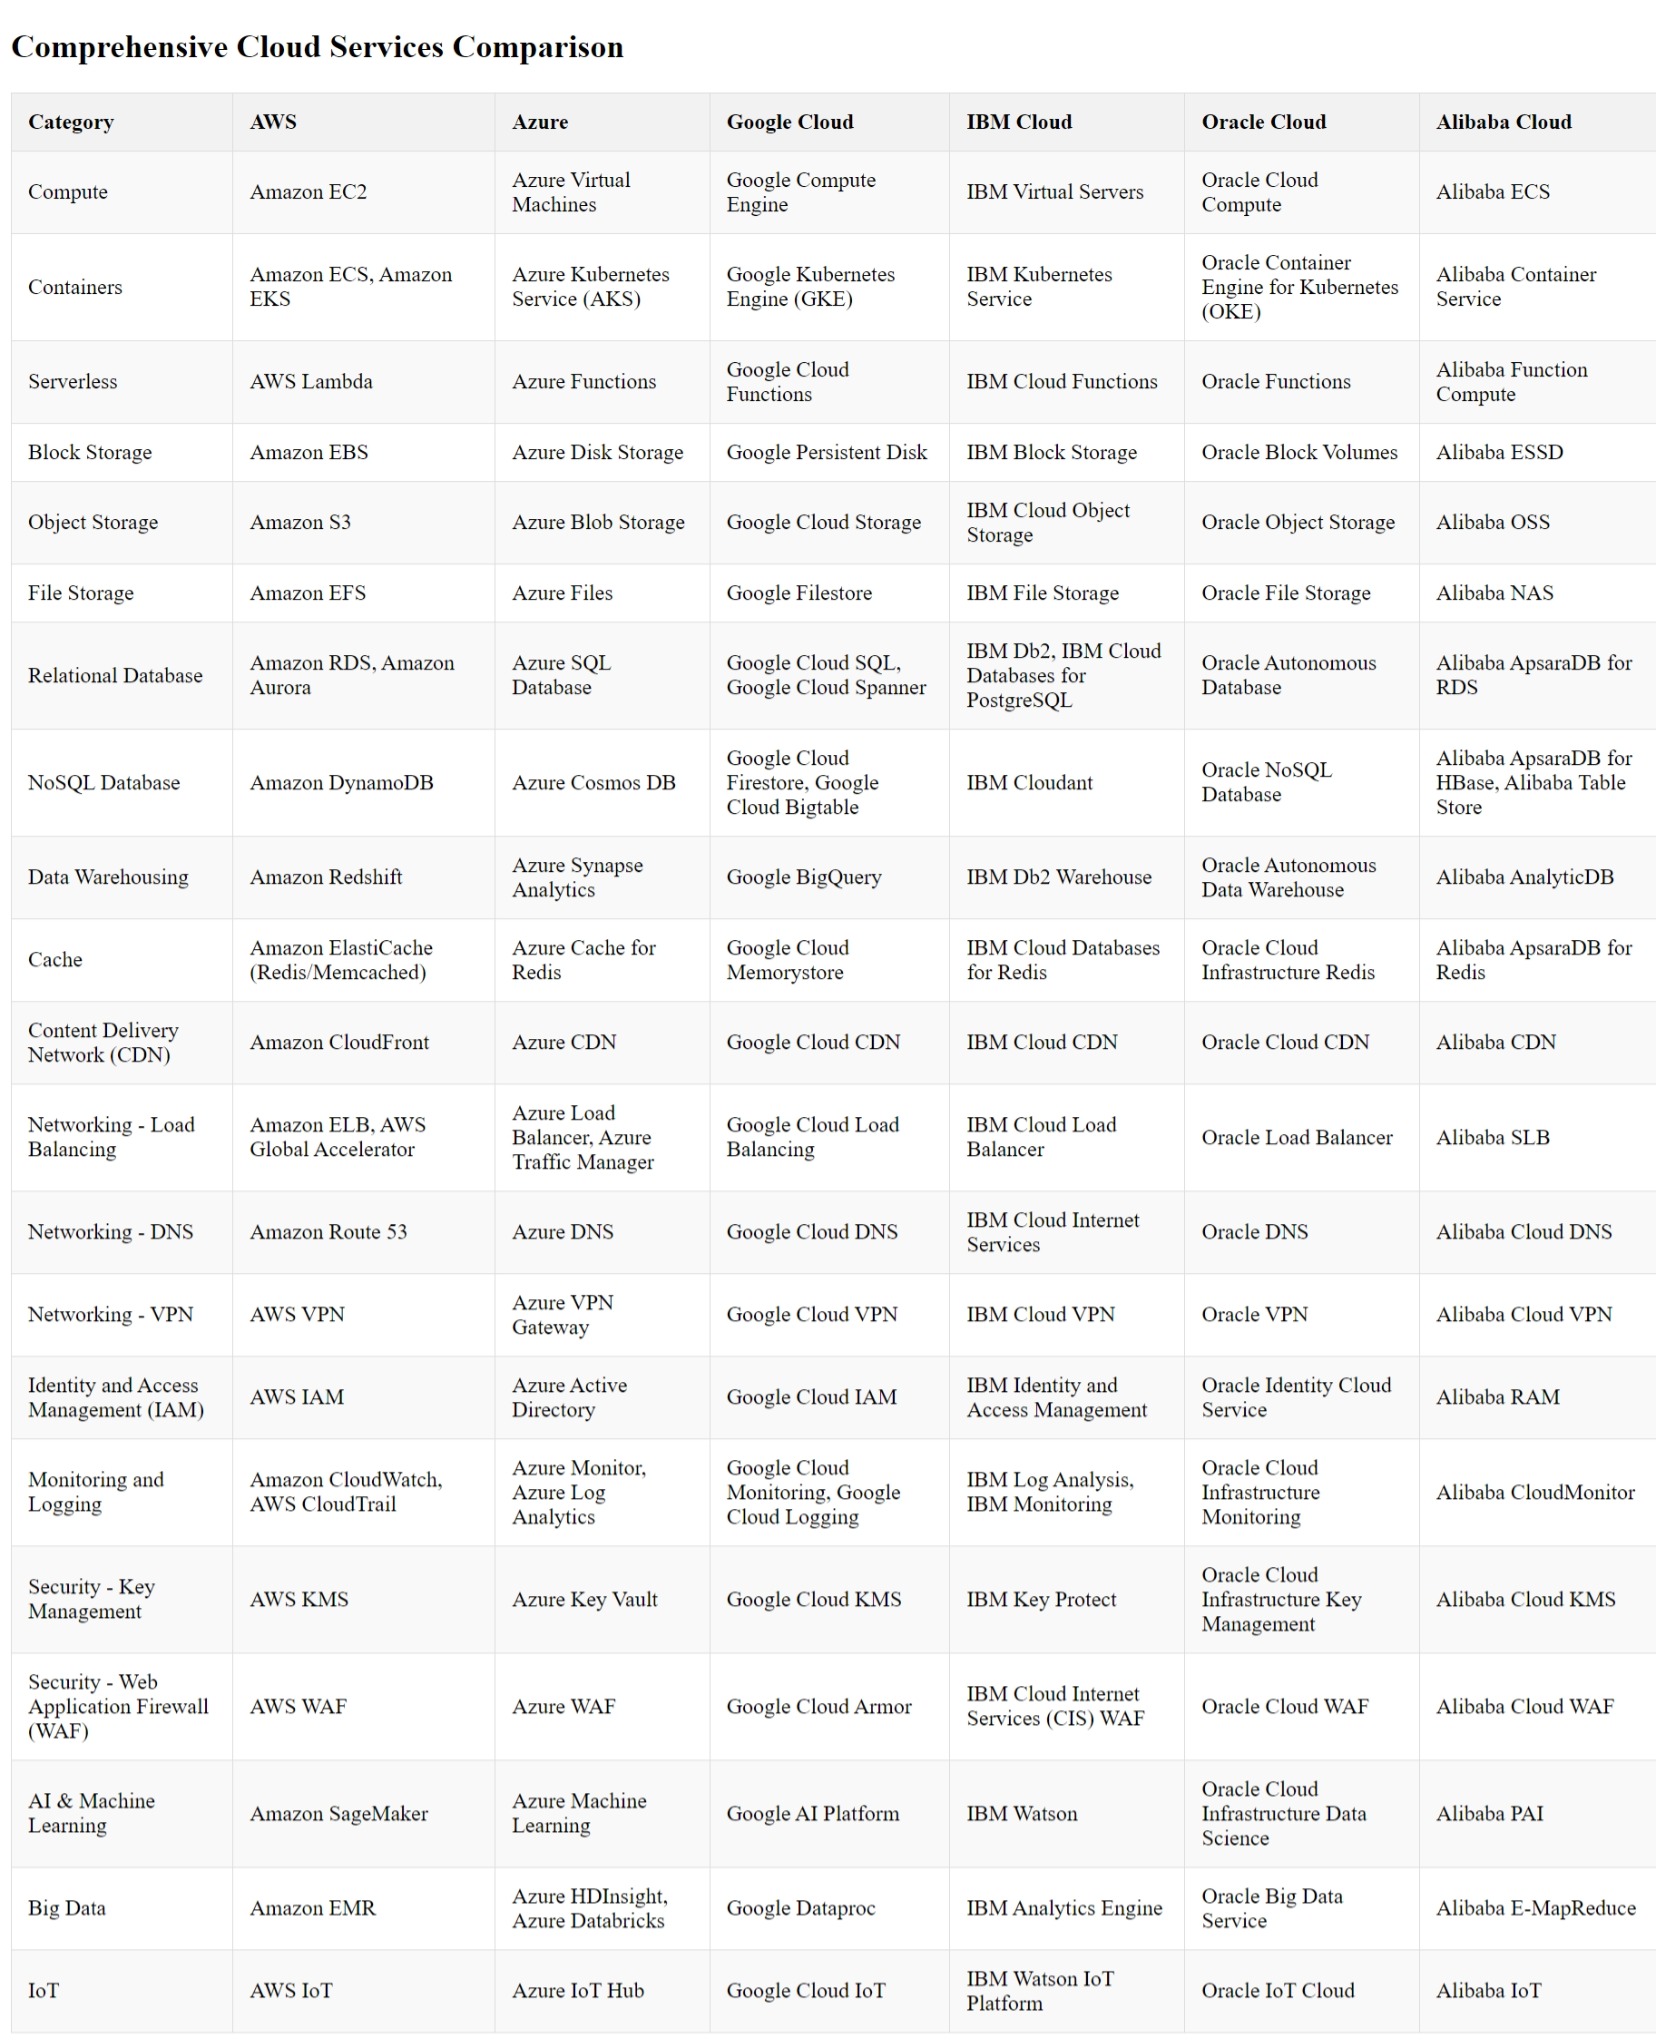 Comprehensive Cloud Services Comparison
Category AWS Azure Google Cloud IBM Cloud Oracle Cloud Alibaba Cloud
Compute Amazon EC2 Azure Virtual Machines Google Compute Engine IBM Virtual Servers Oracle Cloud Compute Alibaba ECS
Containers Amazon ECS, Amazon EKS Azure Kubernetes Service (AKS) Google Kubernetes Engine (GKE) IBM Kubernetes Service Oracle Container Engine for Kubernetes (OKE) Alibaba Container Service
Serverless AWS Lambda Azure Functions Google Cloud Functions IBM Cloud Functions Oracle Functions Alibaba Function Compute
Block Storage Amazon EBS Azure Disk Storage Google Persistent Disk IBM Block Storage Oracle Block Volumes Alibaba ESSD
Object Storage Amazon S3 Azure Blob Storage Google Cloud Storage IBM Cloud Object Storage Oracle Object Storage Alibaba OSS
File Storage Amazon EFS Azure Files Google Filestore IBM File Storage Oracle File Storage Alibaba NAS
Relational Database Amazon RDS, Amazon Aurora Azure SQL Database Google Cloud SQL, Google Cloud Spanner IBM Db2, IBM Cloud Databases for PostgreSQL Oracle Autonomous Database Alibaba ApsaraDB for RDS
NoSQL Database Amazon DynamoDB Azure Cosmos DB Google Cloud Firestore, Google Cloud Bigtable IBM Cloudant Oracle NoSQL Database Alibaba ApsaraDB for HBase, Alibaba Table Store
Data Warehousing Amazon Redshift Azure Synapse Analytics Google BigQuery IBM Db2 Warehouse Oracle Autonomous Data Warehouse Alibaba AnalyticDB
Cache Amazon ElastiCache (Redis/Memcached) Azure Cache for Redis Google Cloud Memorystore IBM Cloud Databases for Redis Oracle Cloud Infrastructure Redis Alibaba ApsaraDB for Redis
Content Delivery Network (CDN) Amazon CloudFront Azure CDN Google Cloud CDN IBM Cloud CDN Oracle Cloud CDN Alibaba CDN
Networking - Load Balancing Amazon ELB, AWS Global Accelerator Azure Load Balancer, Azure Traffic Manager Google Cloud Load Balancing IBM Cloud Load Balancer Oracle Load Balancer Alibaba SLB
Networking - DNS Amazon Route 53 Azure DNS Google Cloud DNS IBM Cloud Internet Services Oracle DNS Alibaba Cloud DNS
Networking - VPN AWS VPN Azure VPN Gateway Google Cloud VPN IBM Cloud VPN Oracle VPN Alibaba Cloud VPN
Identity and Access Management (IAM) AWS IAM Azure Active Directory Google Cloud IAM IBM Identity and Access Management Oracle Identity Cloud Service Alibaba RAM
Monitoring and Logging Amazon CloudWatch, AWS CloudTrail Azure Monitor, Azure Log Analytics Google Cloud Monitoring, Google Cloud Logging IBM Log Analysis, IBM Monitoring Oracle Cloud Infrastructure Monitoring Alibaba CloudMonitor
Security - Key Management AWS KMS Azure Key Vault Google Cloud KMS IBM Key Protect Oracle Cloud Infrastructure Key Management Alibaba Cloud KMS
Security - Web Application Firewall (WAF) AWS WAF Azure WAF Google Cloud Armor IBM Cloud Internet Services (CIS) WAF Oracle Cloud WAF Alibaba Cloud WAF
AI & Machine Learning Amazon SageMaker Azure Machine Learning Google AI Platform IBM Watson Oracle Cloud Infrastructure Data Science Alibaba PAI
Big Data Amazon EMR Azure HDInsight, Azure Databricks Google Dataproc IBM Analytics Engine Oracle Big Data Service Alibaba E-MapReduce
IoT AWS IoT Azure IoT Hub Google Cloud IoT IBM Watson IoT Platform Oracle IoT Cloud Alibaba IoT